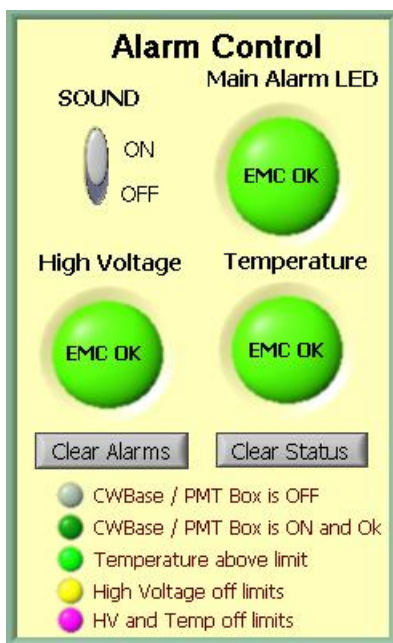 Alarm Control
Main Alarm LED
SOUND
ON
OFF
EMC OK
High Voltage
Temperature
EMC OK
EMC OK
Clear Alarms
Clear Status
CWBase / PMT Box is OFF
CWBase / PMT Box is ON and Ok
Temperature above limit
High Voltage off limits
HV and Temp off limits